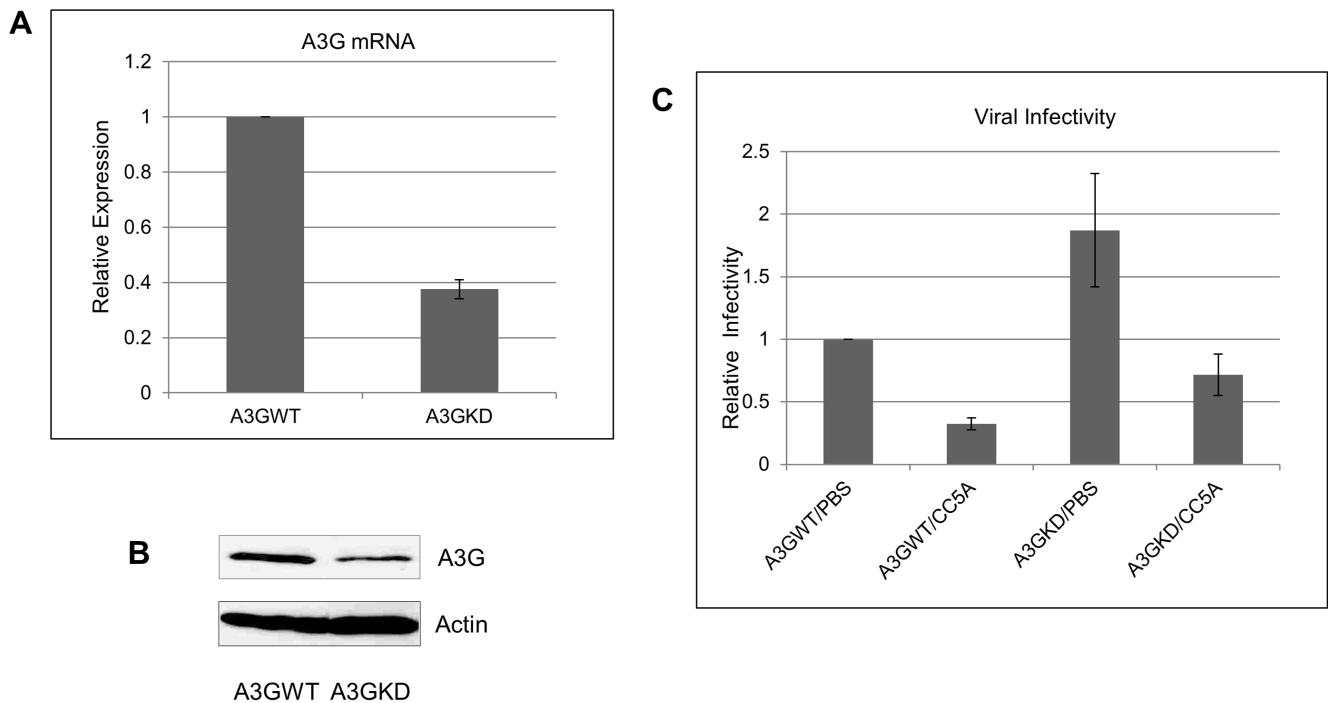 A
A3G mRNA
1.2
1
0.8
0.6
0.4
0.2
0
Relative Expression
A3GWT A3GKD
B
A3G
Actin
A3GWT A3GKD
C
Viral Infectivity
2.5
2
1.5
1
0.5
0
Relative Infectivity
A3GWT/PBS
A3GWT/CC5A
A3GKD/PBS
A3GKD/CC5A